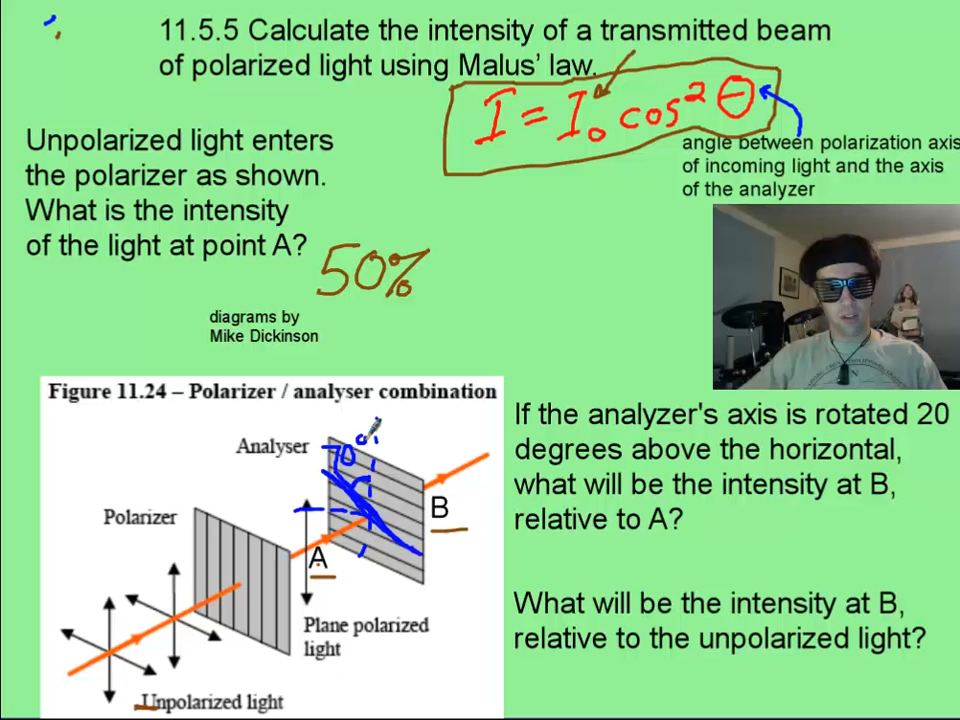 11.5.5 Calculate the intensity of a transmitted beam
of polarized light using Malus' law.
I = I₀ cos² θ
angle between polarization axis
of incoming light and the axis
of the analyzer
Unpolarized light enters
the polarizer as shown.
What is the intensity
of the light at point A?
50%
diagrams by
Mike Dickinson
Figure 11.24 – Polarizer / analyser combination
Analyser
70°
B
Polarizer
A
Plane polarized
light
Unpolarized light
If the analyzer's axis is rotated 20
degrees above the horizontal,
what will be the intensity at B,
relative to A?
What will be the intensity at B,
relative to the unpolarized light?